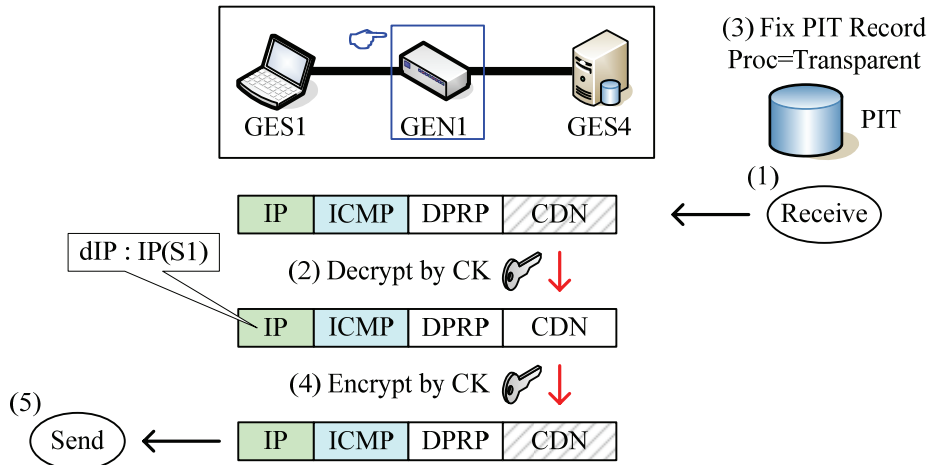 (3) Fix PIT Record
Proc=Transparent
GES1
GEN1
GES4
PIT
(1)
Receive
IP
ICMP
DPRP
CDN
dIP : IP(S1)
(2) Decrypt by CK
IP
ICMP
DPRP
CDN
(4) Encrypt by CK
(5)
Send
IP
ICMP
DPRP
CDN